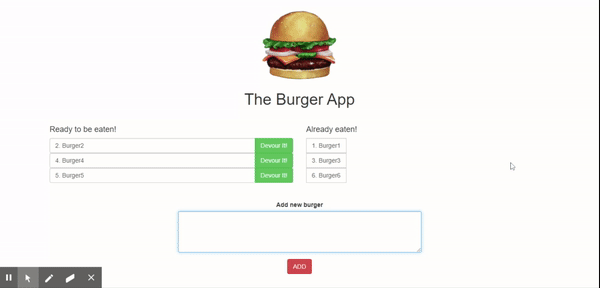 The Burger App
Ready to be eaten!
2. Burger2 Devour It!
4. Burger4 Devour It!
5. Burger5 Devour It!
Already eaten!
1. Burger1
3. Burger3
6. Burger6
Add new burger
ADD